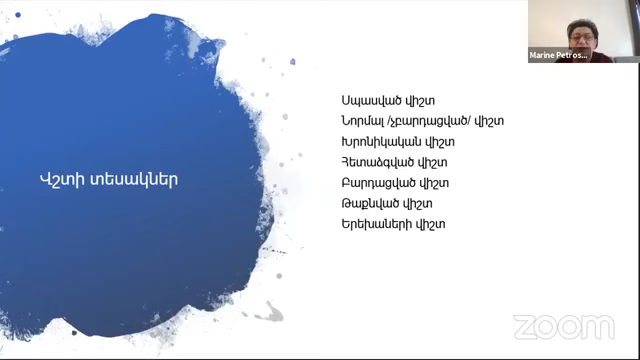 Marine Petros...
Վշտի տեսակներ
Սպասված վիշտ
Նորմալ /չբարդացված/ վիշտ
Խրոնիկական վիշտ
Հետաձգված վիշտ
Բարդացված վիշտ
Թաքնված վիշտ
Երեխաների վիշտ
zoom